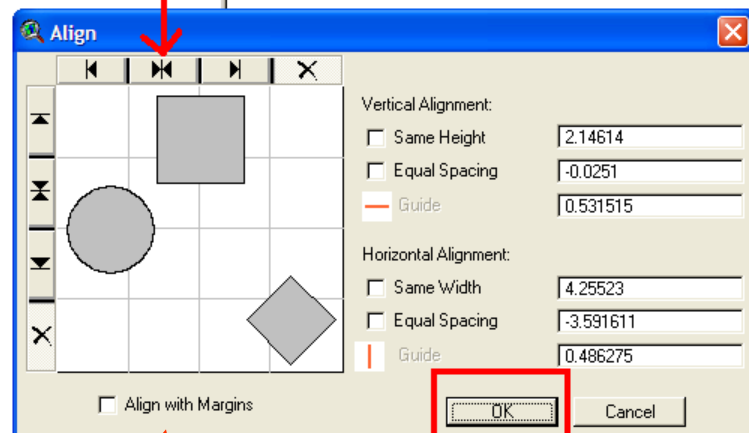 Align
Vertical Alignment:
Same Height 2.14614
Equal Spacing -0.0251
Guide 0.531515
Horizontal Alignment:
Same Width 4.25523
Equal Spacing -3.591611
Guide 0.486275
Align with Margins
OK Cancel